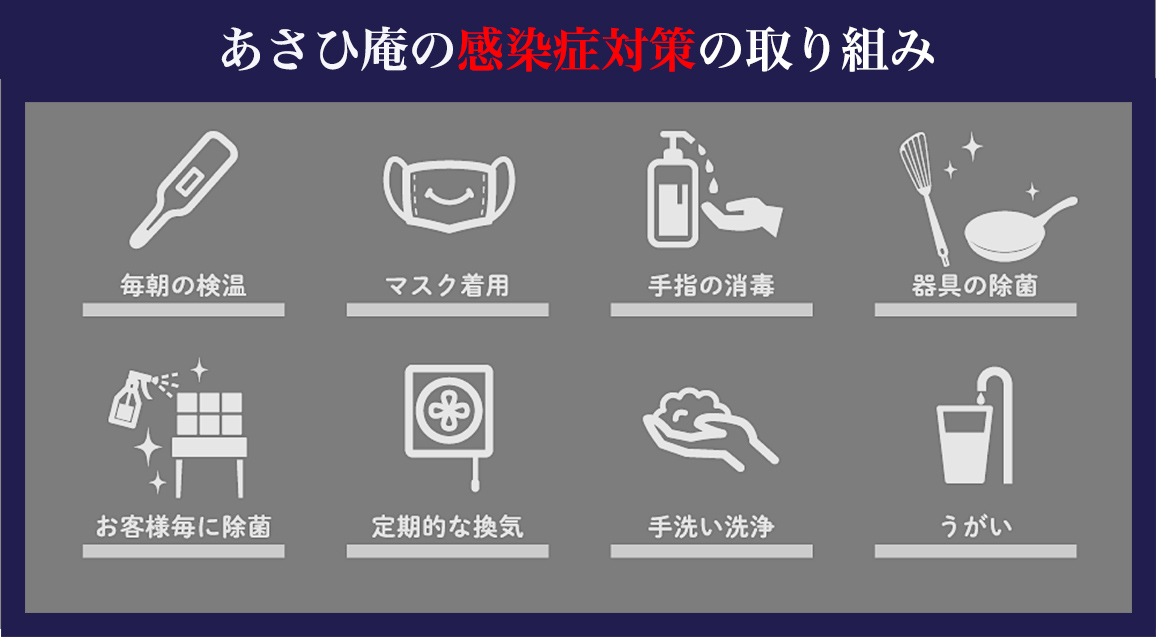 あさひ庵の感染症対策の取り組み
毎朝の検温
マスク着用
手指の消毒
器具の除菌
お客様毎に除菌
定期的な換気
手洗い洗浄
うがい